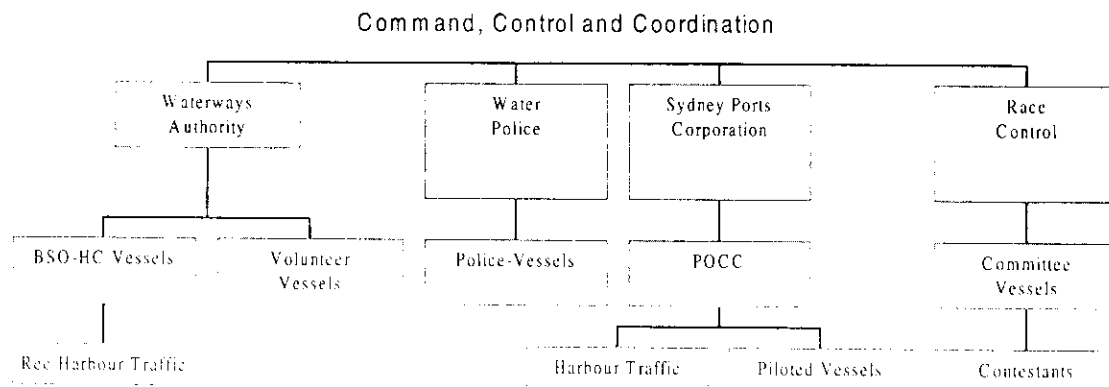 Command, Control and Coordination
Waterways
Authority
Water
Police
Sydney Ports
Corporation
Race
Control
BSO-HC Vessels
Volunteer
Vessels
Police-Vessels
POCC
Committee
Vessels
Rec Harbour Traffic
Harbour Traffic
Piloted Vessels
Contestants